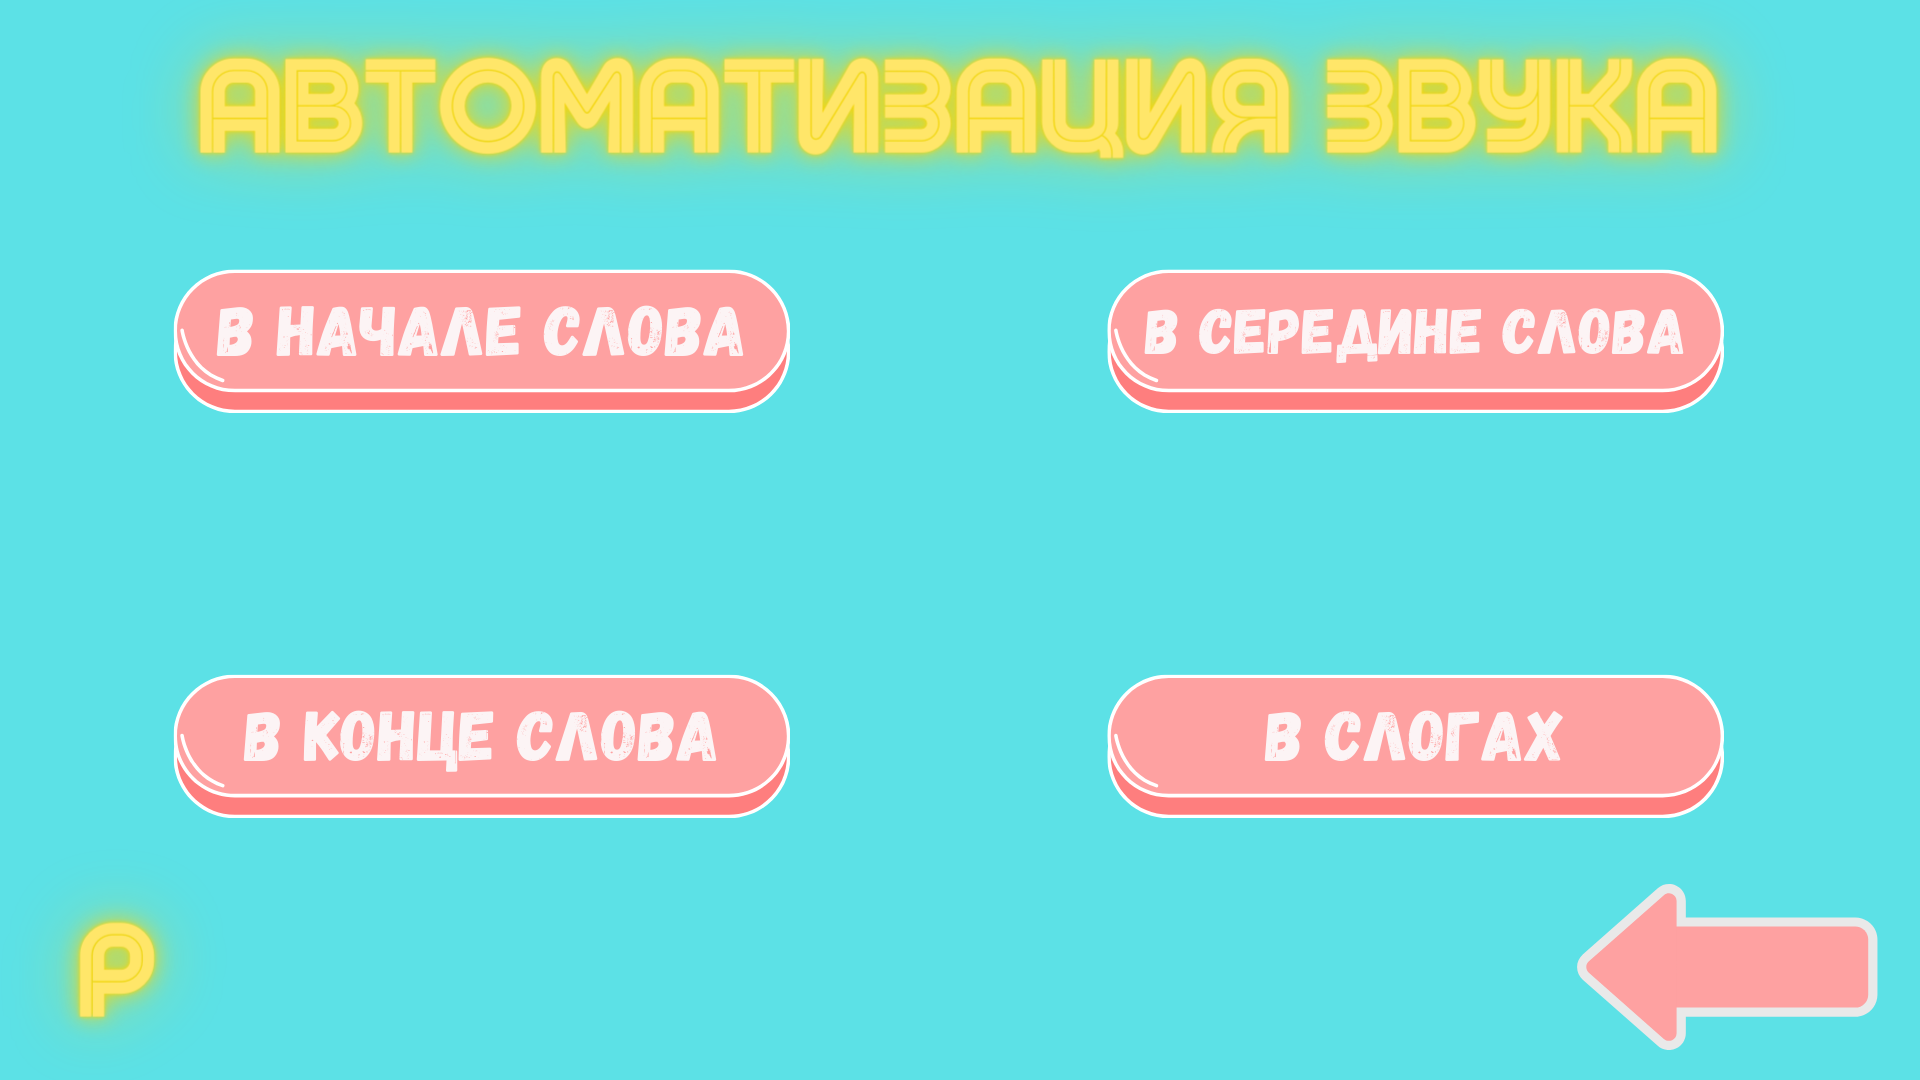 АВТОМАТИЗАЦИЯ ЗВУКА
В НАЧАЛЕ СЛОВА
В СЕРЕДИНЕ СЛОВА
В КОНЦЕ СЛОВА
В СЛОГАХ
Р